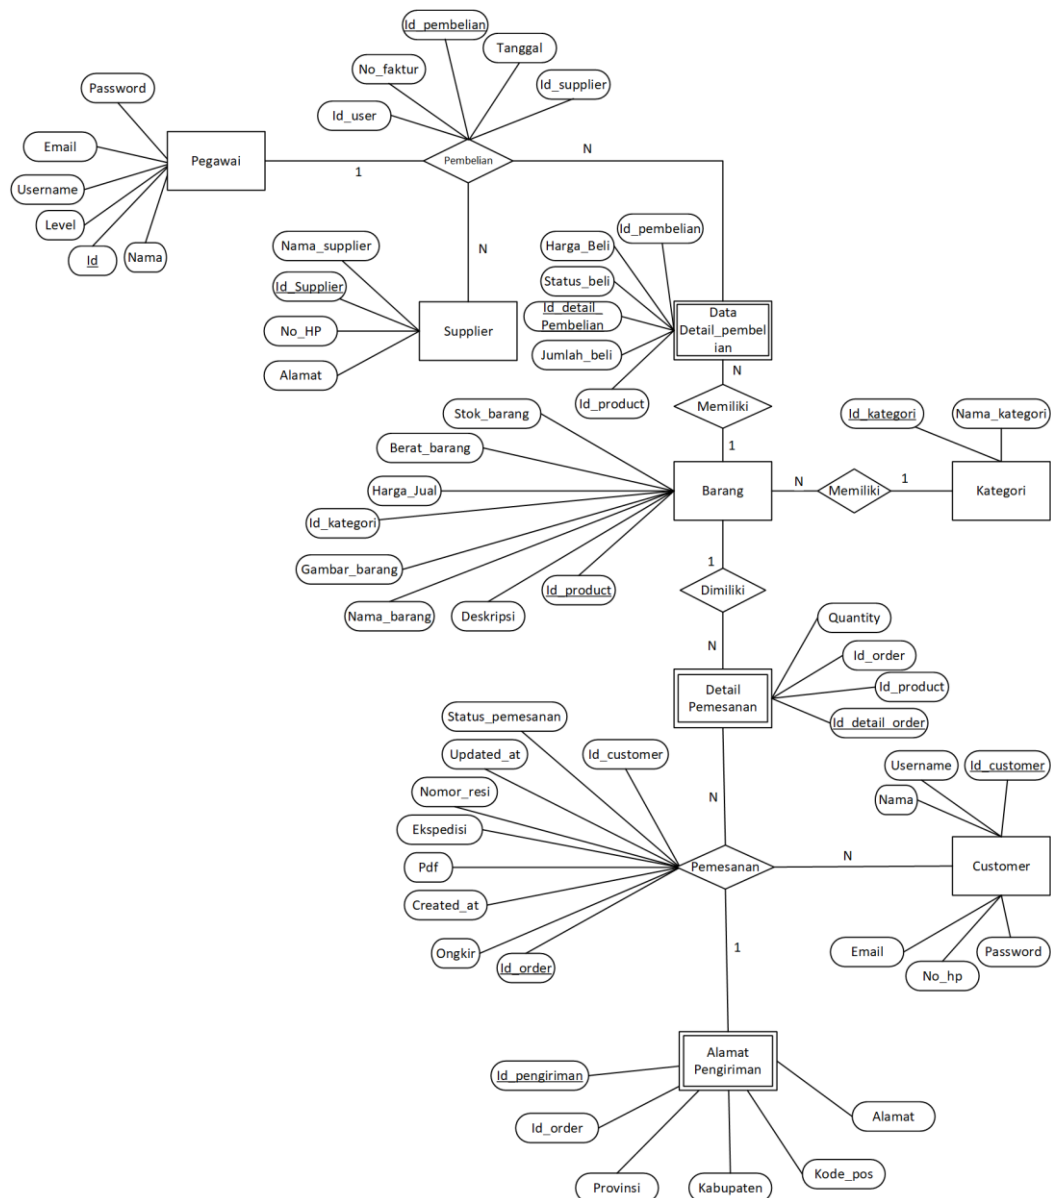 Id_pembelian
Tanggal
No_faktur
Id_supplier
Password
Id_user
Email
Pegawai
Pembelian
N
1
Username
Level
Id
Nama
Nama_supplier
N
Id_pembelian
Harga_Beli
Id_Supplier
Status_beli
No_HP
Supplier
Id_detail_
Pembelian
Data
Detail_pembel
ian
Alamat
Jumlah_beli
N
Id_product
Memiliki
Stok_barang
Id_kategori
Nama_kategori
Berat_barang
1
Harga_Jual
Barang
N
Memiliki
1
Kategori
Id_kategori
Gambar_barang
1
Nama_barang
Deskripsi
Id_product
Dimiliki
Quantity
N
Id_order
Detail
Pemesanan
Id_product
Id_detail_order
Status_pemesanan
Updated_at
Id_customer
Username
Id_customer
Nomor_resi
N
Nama
Ekspedisi
Pdf
Pemesanan
N
Customer
Created_at
Ongkir
Id_order
1
Email
No_hp
Password
Alamat
Pengiriman
Id_pengiriman
Id_order
Alamat
Provinsi
Kabupaten
Kode_pos